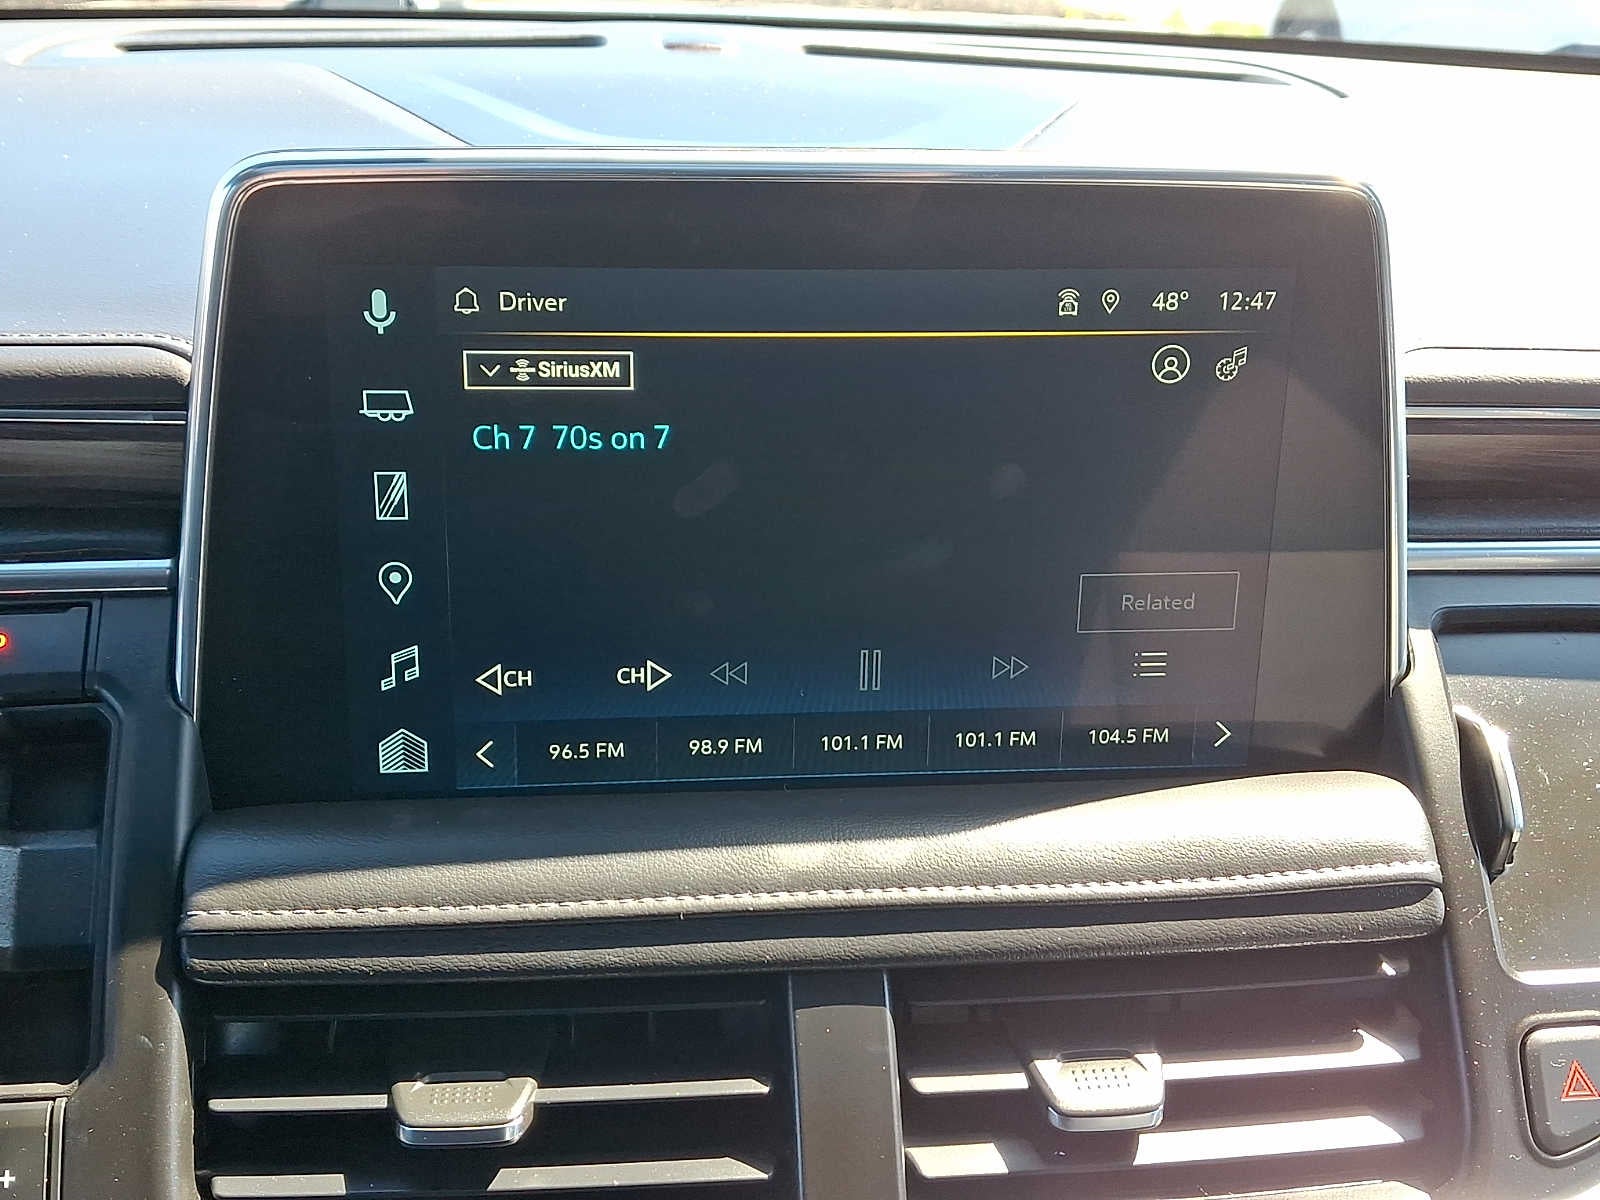 Driver 48° 12:47
SiriusXM
Ch 7 70s on 7
Related
CH CH
96.5 FM 98.9 FM 101.1 FM 101.1 FM 104.5 FM
+